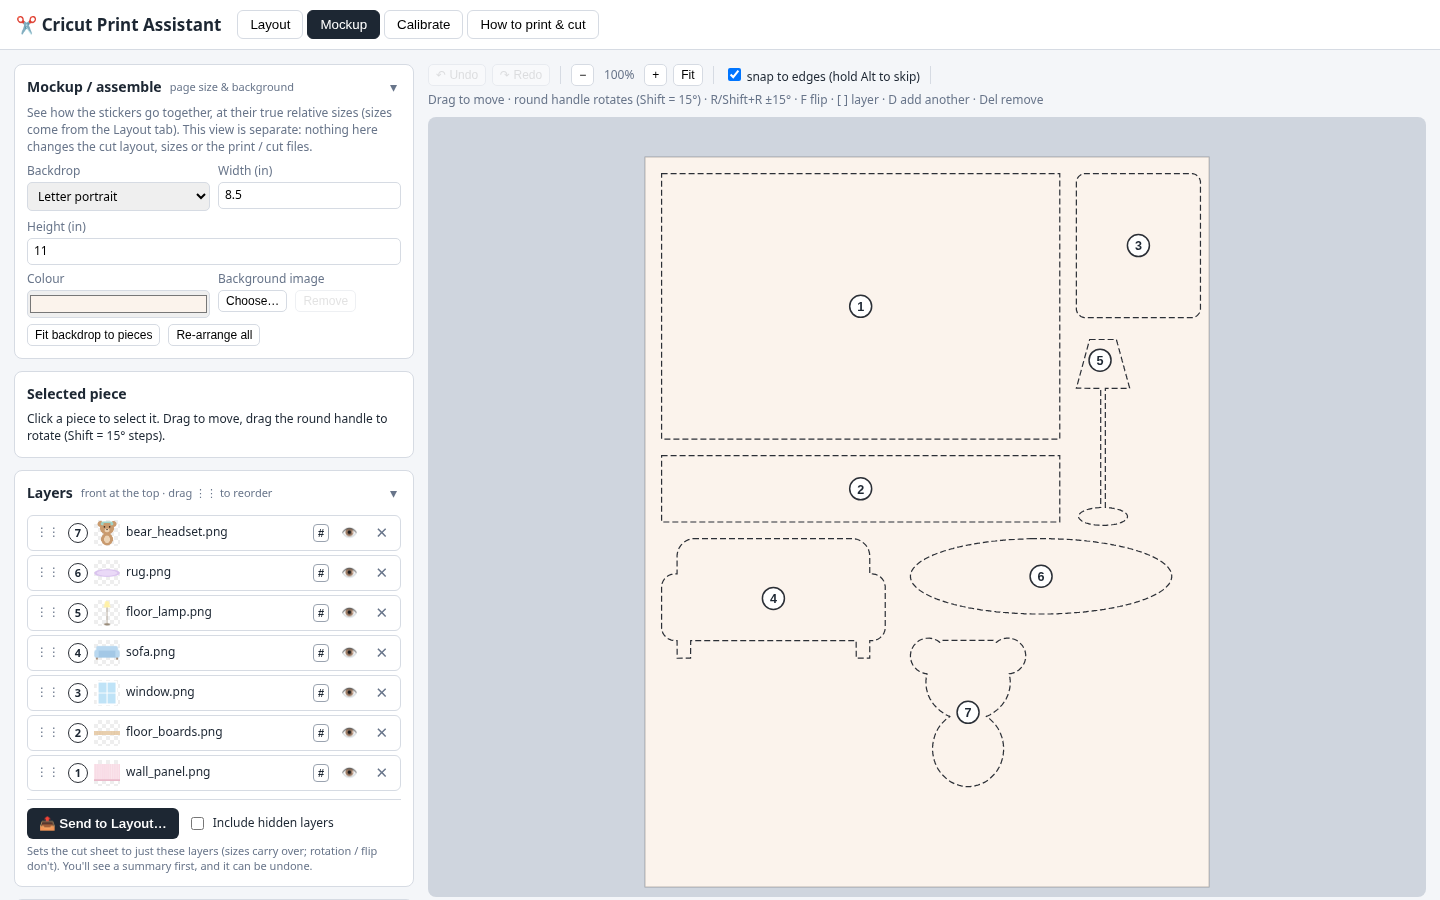 ✂️ Cricut Print Assistant
Layout
Mockup
Calibrate
How to print & cut
Mockup / assemble page size & background ▼
See how the stickers go together, at their true relative sizes (sizes
come from the Layout tab). This view is separate: nothing here
changes the cut layout, sizes or the print / cut files.
Backdrop
Width (in)
Letter portrait
8.5
Height (in)
11
Colour
Background image
Choose…
Remove
Fit backdrop to pieces
Re-arrange all
Selected piece
Click a piece to select it. Drag to move, drag the round handle to
rotate (Shift = 15° steps).
Layers front at the top · drag ⋮⋮ to reorder ▼
7 bear_headset.png # ✕
6 rug.png # ✕
5 floor_lamp.png # ✕
4 sofa.png # ✕
3 window.png # ✕
2 floor_boards.png # ✕
1 wall_panel.png # ✕
📤 Send to Layout…
Include hidden layers
Sets the cut sheet to just these layers (sizes carry over; rotation / flip
don't). You'll see a summary first, and it can be undone.
↶ Undo
↷ Redo
−
100%
+
Fit
snap to edges (hold Alt to skip)
Drag to move · round handle rotates (Shift = 15°) · R/Shift+R ±15° · F flip · [ ] layer · D add another · Del remove
1
3
5
2
4
6
7